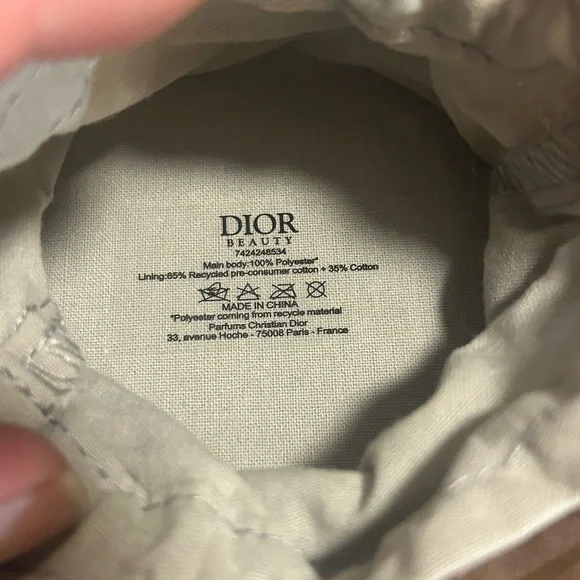 DIOR
BEAUTY
7424248534
Main body:100% Polyester*
Lining:65% Recycled pre-consumer cotton + 35% Cotton
MADE IN CHINA
*Polyester coming from recycle material
Parfums Christian Dior
33, avenue Hoche - 75008 Paris - France